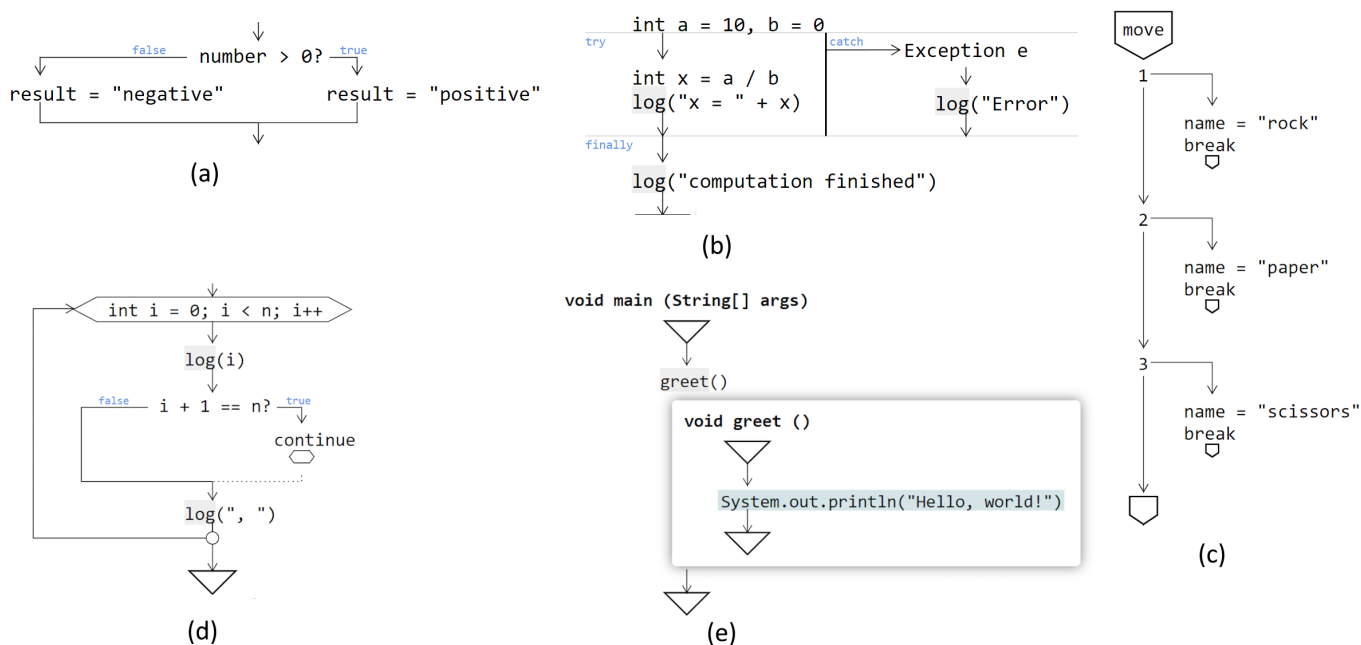 false
number > 0?
true
result = "negative"
result = "positive"
(a)
int a = 10, b = 0
try
catch
Exception e
int x = a / b
log("x = " + x)
log("Error")
finally
log("computation finished")
(b)
move
1
name = "rock"
break
2
name = "paper"
break
3
name = "scissors"
break
(c)
int i = 0; i < n; i++
log(i)
false
i + 1 == n?
true
continue
log(", ")
(d)
void main (String[] args)
greet()
void greet ()
System.out.println("Hello, world!")
(e)